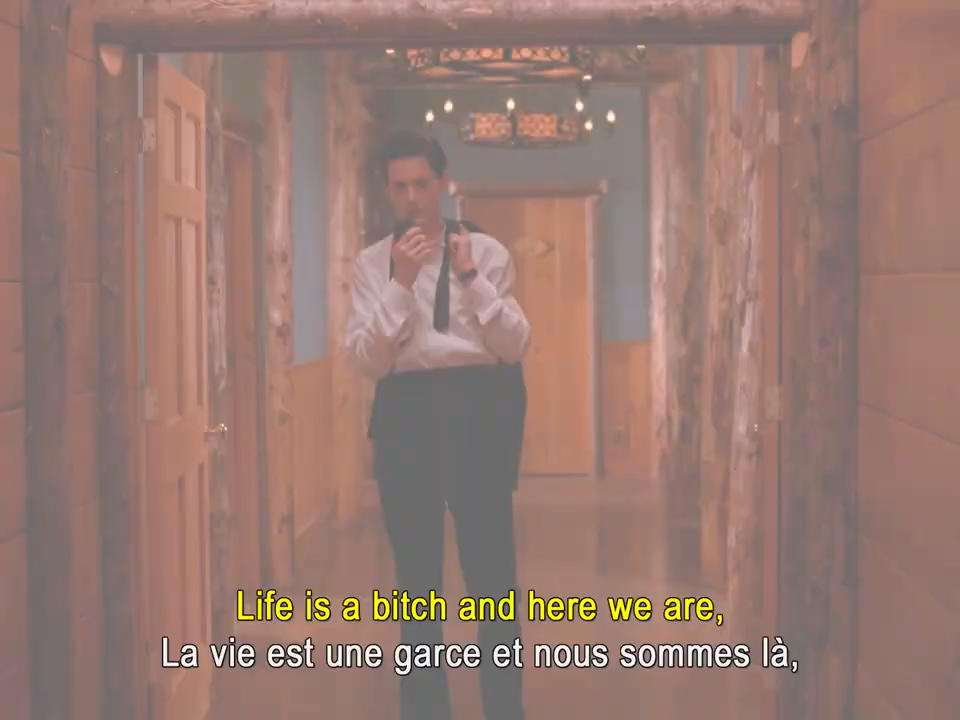 Life is a bitch and here we are,
La vie est une garce et nous sommes là,